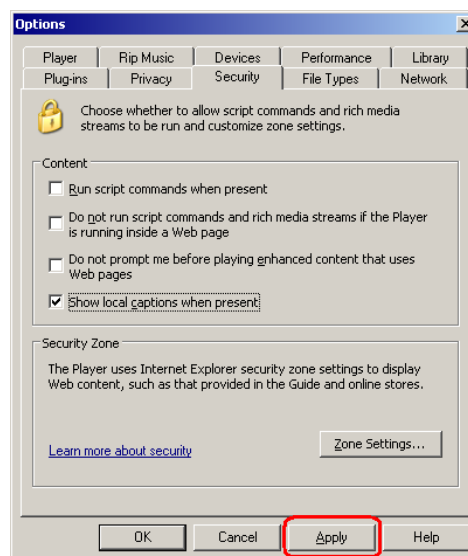 Options
Player Rip Music Devices Performance Library
Plug-ins Privacy Security File Types Network
Choose whether to allow script commands and rich media
streams to be run and customize zone settings.
Content
Run script commands when present
Do not run script commands and rich media streams if the Player
is running inside a Web page
Do not prompt me before playing enhanced content that uses
Web pages
Show local captions when present
Security Zone
The Player uses Internet Explorer security zone settings to display
Web content, such as that provided in the Guide and online stores.
Learn more about security
Zone Settings...
OK Cancel Apply Help